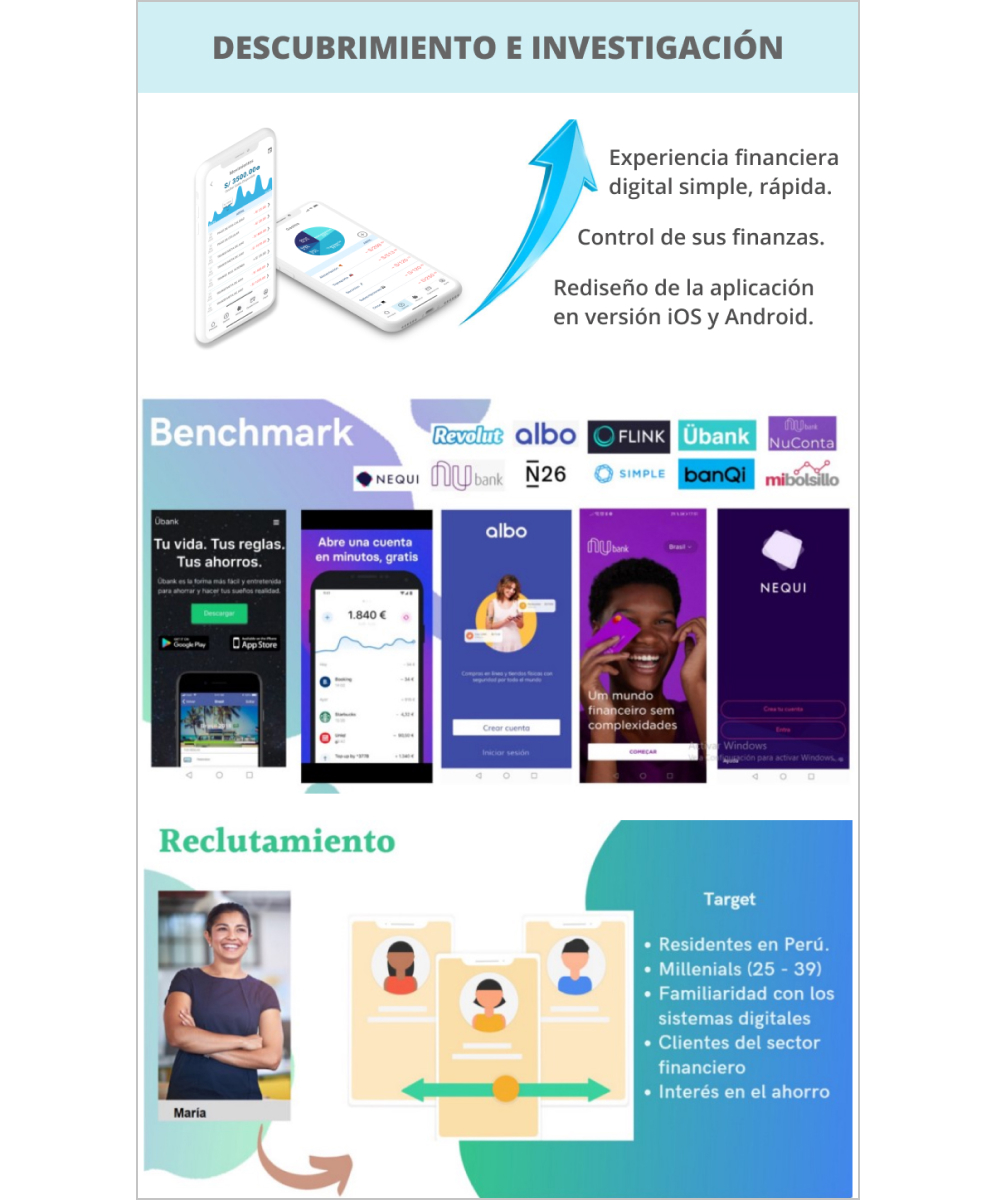 DESCUBRIMIENTO E INVESTIGACIÓN
S/ 3500.00
Experiencia financiera
digital simple, rápida.
Control de sus finanzas.
Rediseño de la aplicación
en versión iOS y Android.
Benchmark
Revolut
albo
FLINK
Übank
NU bank
NuConta
NEQUI
NU bank
N26
SIMPLE
banQi
mibolsillo
Übank
Tu vida. Tus reglas.
Tus ahorros.
Übank es la forma más fácil y entretenida
para ahorrar y hacer tus sueños realidad.
Descargar
Google Play
App Store
Abre una cuenta
en minutos, gratis
1.840 €
Booking
Starbucks
albo
Compras en línea y tiendas físicas con
seguridad por todo el mundo
Crear cuenta
Iniciar sesión
NU bank
Brasil
Um mundo
financeiro sem
complexidades
COMEÇAR
NEQUI
Crea tu cuenta
Entra
Ayuda
Activar Windows
Configuración para activar Windows.
Reclutamiento
María
Target
• Residentes en Perú.
• Millenials (25 - 39)
• Familiaridad con los
sistemas digitales
• Clientes del sector
financiero
• Interés en el ahorro